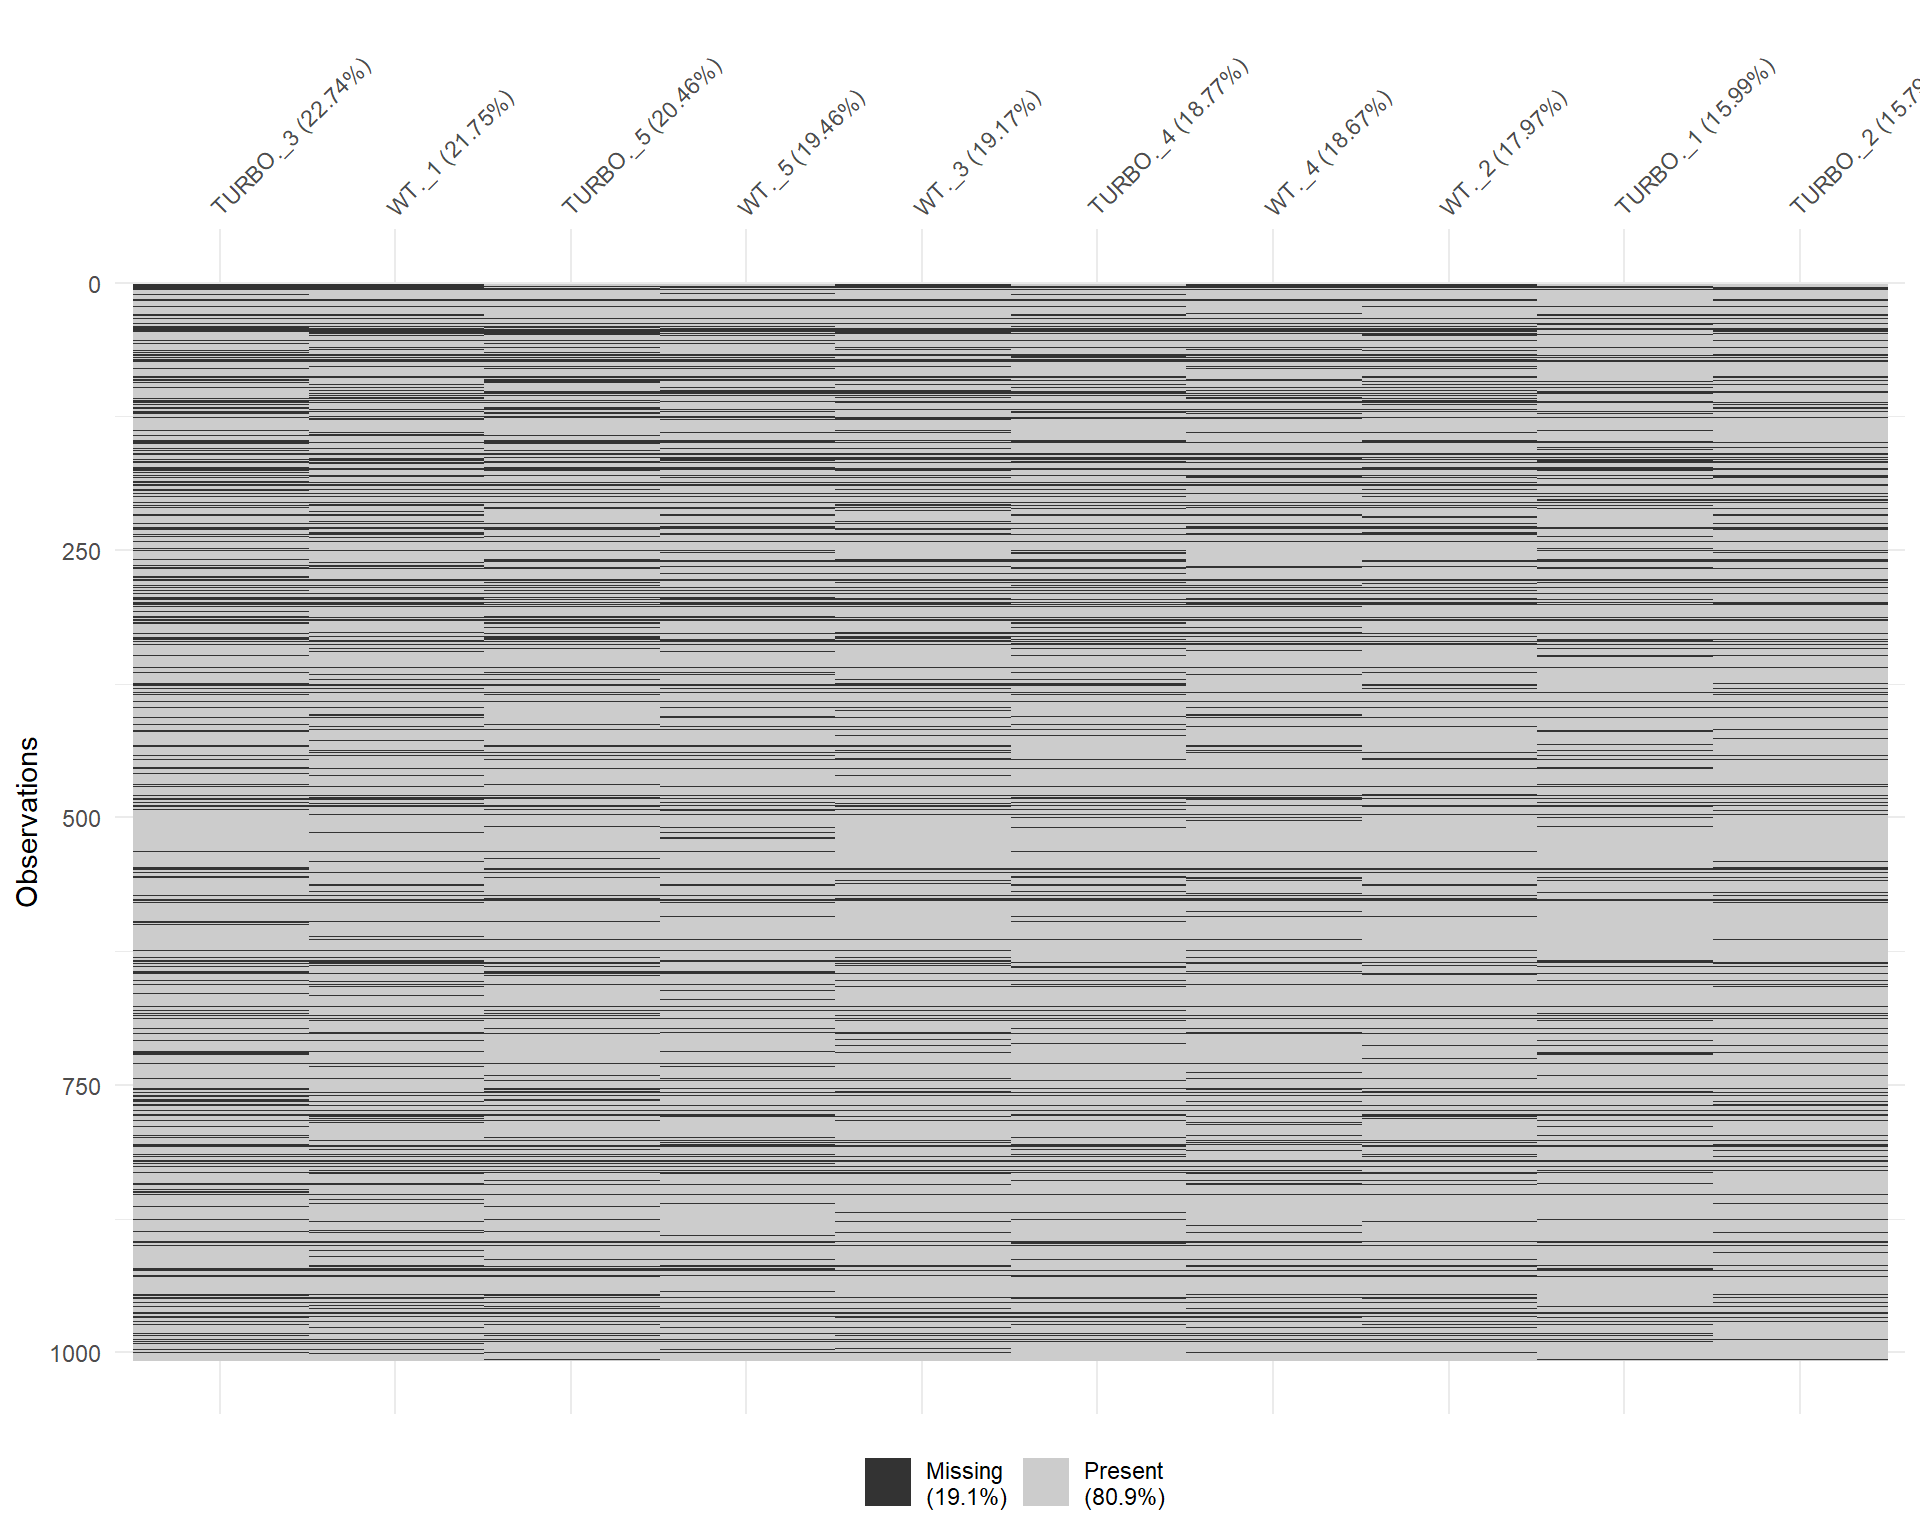 TURBO._3 (22.74%)
WT._1 (21.75%)
TURBO._5 (20.46%)
WT._5 (19.46%)
WT._3 (19.17%)
TURBO._4 (18.77%)
WT._4 (18.67%)
WT._2 (17.97%)
TURBO._1 (15.99%)
TURBO._2 (15.79
0
250
500
750
1000
Observations
Missing
(19.1%)
Present
(80.9%)